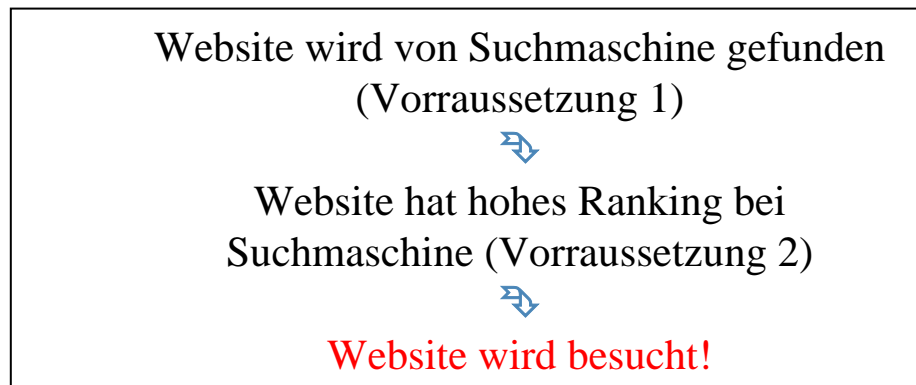 Website wird von Suchmaschine gefunden
(Vorraussetzung 1)
Website hat hohes Ranking bei
Suchmaschine (Vorraussetzung 2)
Website wird besucht!